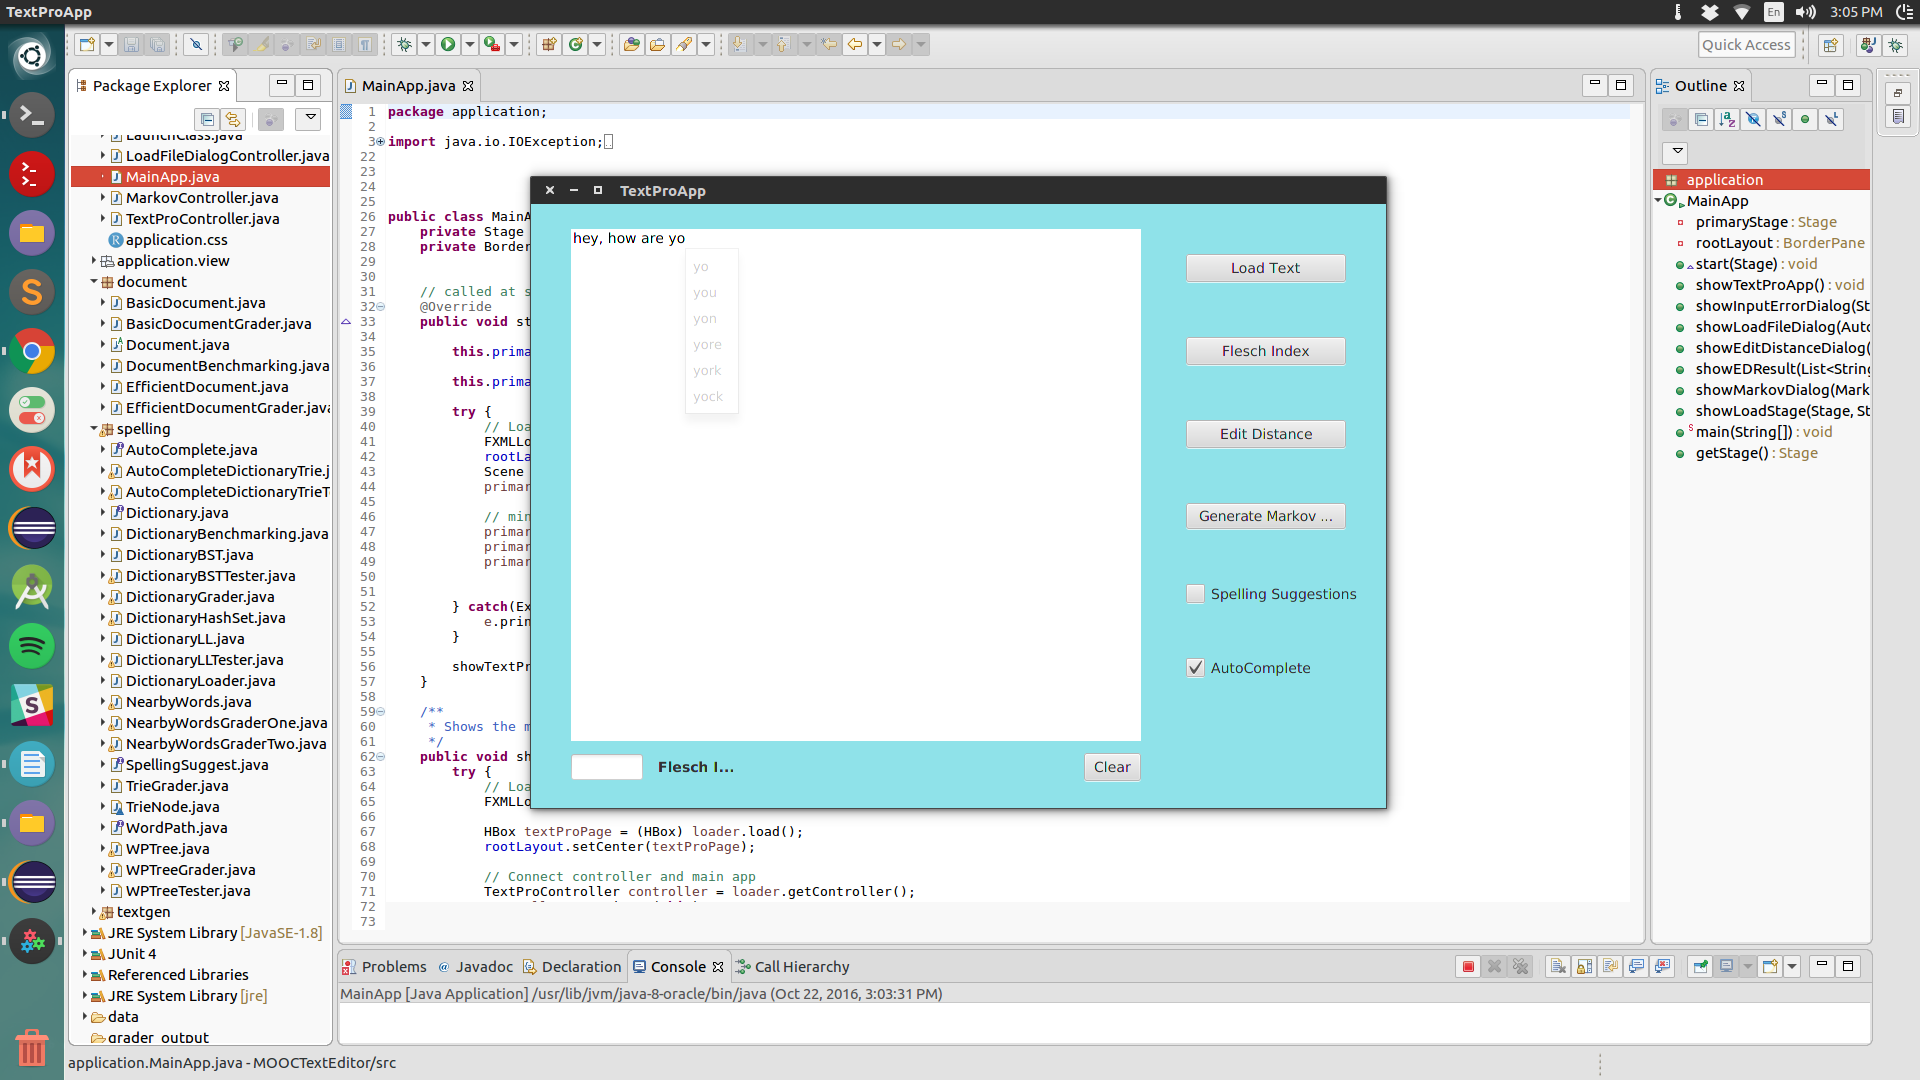 TextProApp
En
3:05 PM
Quick Access
Package Explorer
LaunchClass.java
LoadFileDialogController.java
MainApp.java
MarkovController.java
TextProController.java
application.css
application.view
document
BasicDocument.java
BasicDocumentGrader.java
Document.java
DocumentBenchmarking.java
EfficientDocument.java
EfficientDocumentGrader.java
spelling
AutoComplete.java
AutoCompleteDictionaryTrie.j
AutoCompleteDictionaryTrieT
Dictionary.java
DictionaryBenchmarking.java
DictionaryBST.java
DictionaryBSTTester.java
DictionaryGrader.java
DictionaryHashSet.java
DictionaryLL.java
DictionaryLLTester.java
DictionaryLoader.java
NearbyWords.java
NearbyWordsGraderOne.java
NearbyWordsGraderTwo.java
SpellingSuggest.java
TrieGrader.java
TrieNode.java
WordPath.java
WPTree.java
WPTreeGrader.java
WPTreeTester.java
textgen
JRE System Library [JavaSE-1.8]
JUnit 4
Referenced Libraries
JRE System Library [jre]
data
grader_output
MainApp.java
1 package application;
2
3 import java.io.IOException;
22
23
24
25
26 public class MainA
27 private Stage
28 private Border
29
30
31 // called at s
32 @Override
33 public void st
34
35 this.prima
36
37 this.prima
38
39 try {
40 // Loa
41 FXMLLo
42 rootLa
43 Scene
44 primar
45
46 // min
47 primar
48 primar
49 primar
50
51
52 } catch(Ex
53 e.prin
54 }
55
56 showTextPr
57 }
58
59 /**
60 * Shows the m
61 */
62 public void sh
63 try {
64 // Loa
65 FXMLLo
66
67 HBox textProPage = (HBox) loader.load();
68 rootLayout.setCenter(textProPage);
69
70 // Connect controller and main app
71 TextProController controller = loader.getController();
72
73
TextProApp
hey, how are yo
yo
you
yon
yore
york
yock
Load Text
Flesch Index
Edit Distance
Generate Markov ...
Spelling Suggestions
AutoComplete
Flesch I...
Clear
Outline
application
MainApp
primaryStage : Stage
rootLayout : BorderPane
start(Stage) : void
showTextProApp() : void
showInputErrorDialog(St
showLoadFileDialog(Auto
showEditDistanceDialog(
showEDResult(List<String
showMarkovDialog(Mark
showLoadStage(Stage, St
main(String[]) : void
getStage() : Stage
Problems
@ Javadoc
Declaration
Console
Call Hierarchy
MainApp [Java Application] /usr/lib/jvm/java-8-oracle/bin/java (Oct 22, 2016, 3:03:31 PM)
application.MainApp.java - MOOCTextEditor/src